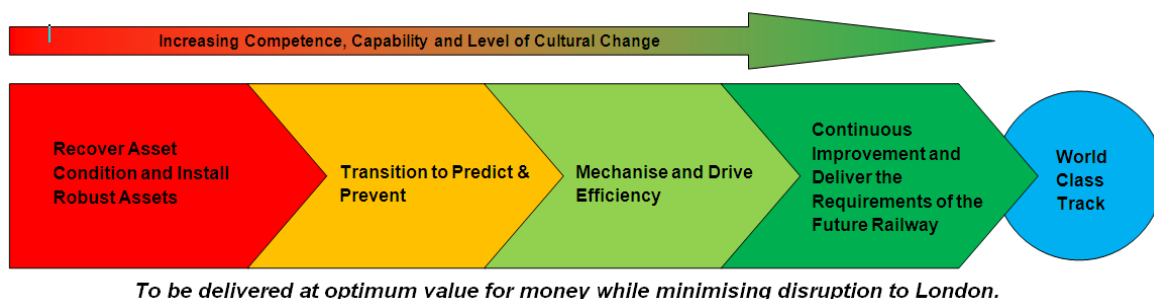 Increasing Competence, Capability and Level of Cultural Change
Recover Asset
Condition and Install
Robust Assets
Transition to Predict &
Prevent
Mechanise and Drive
Efficiency
Continuous
Improvement and
Deliver the
Requirements of the
Future Railway
World
Class
Track
To be delivered at optimum value for money while minimising disruption to London.